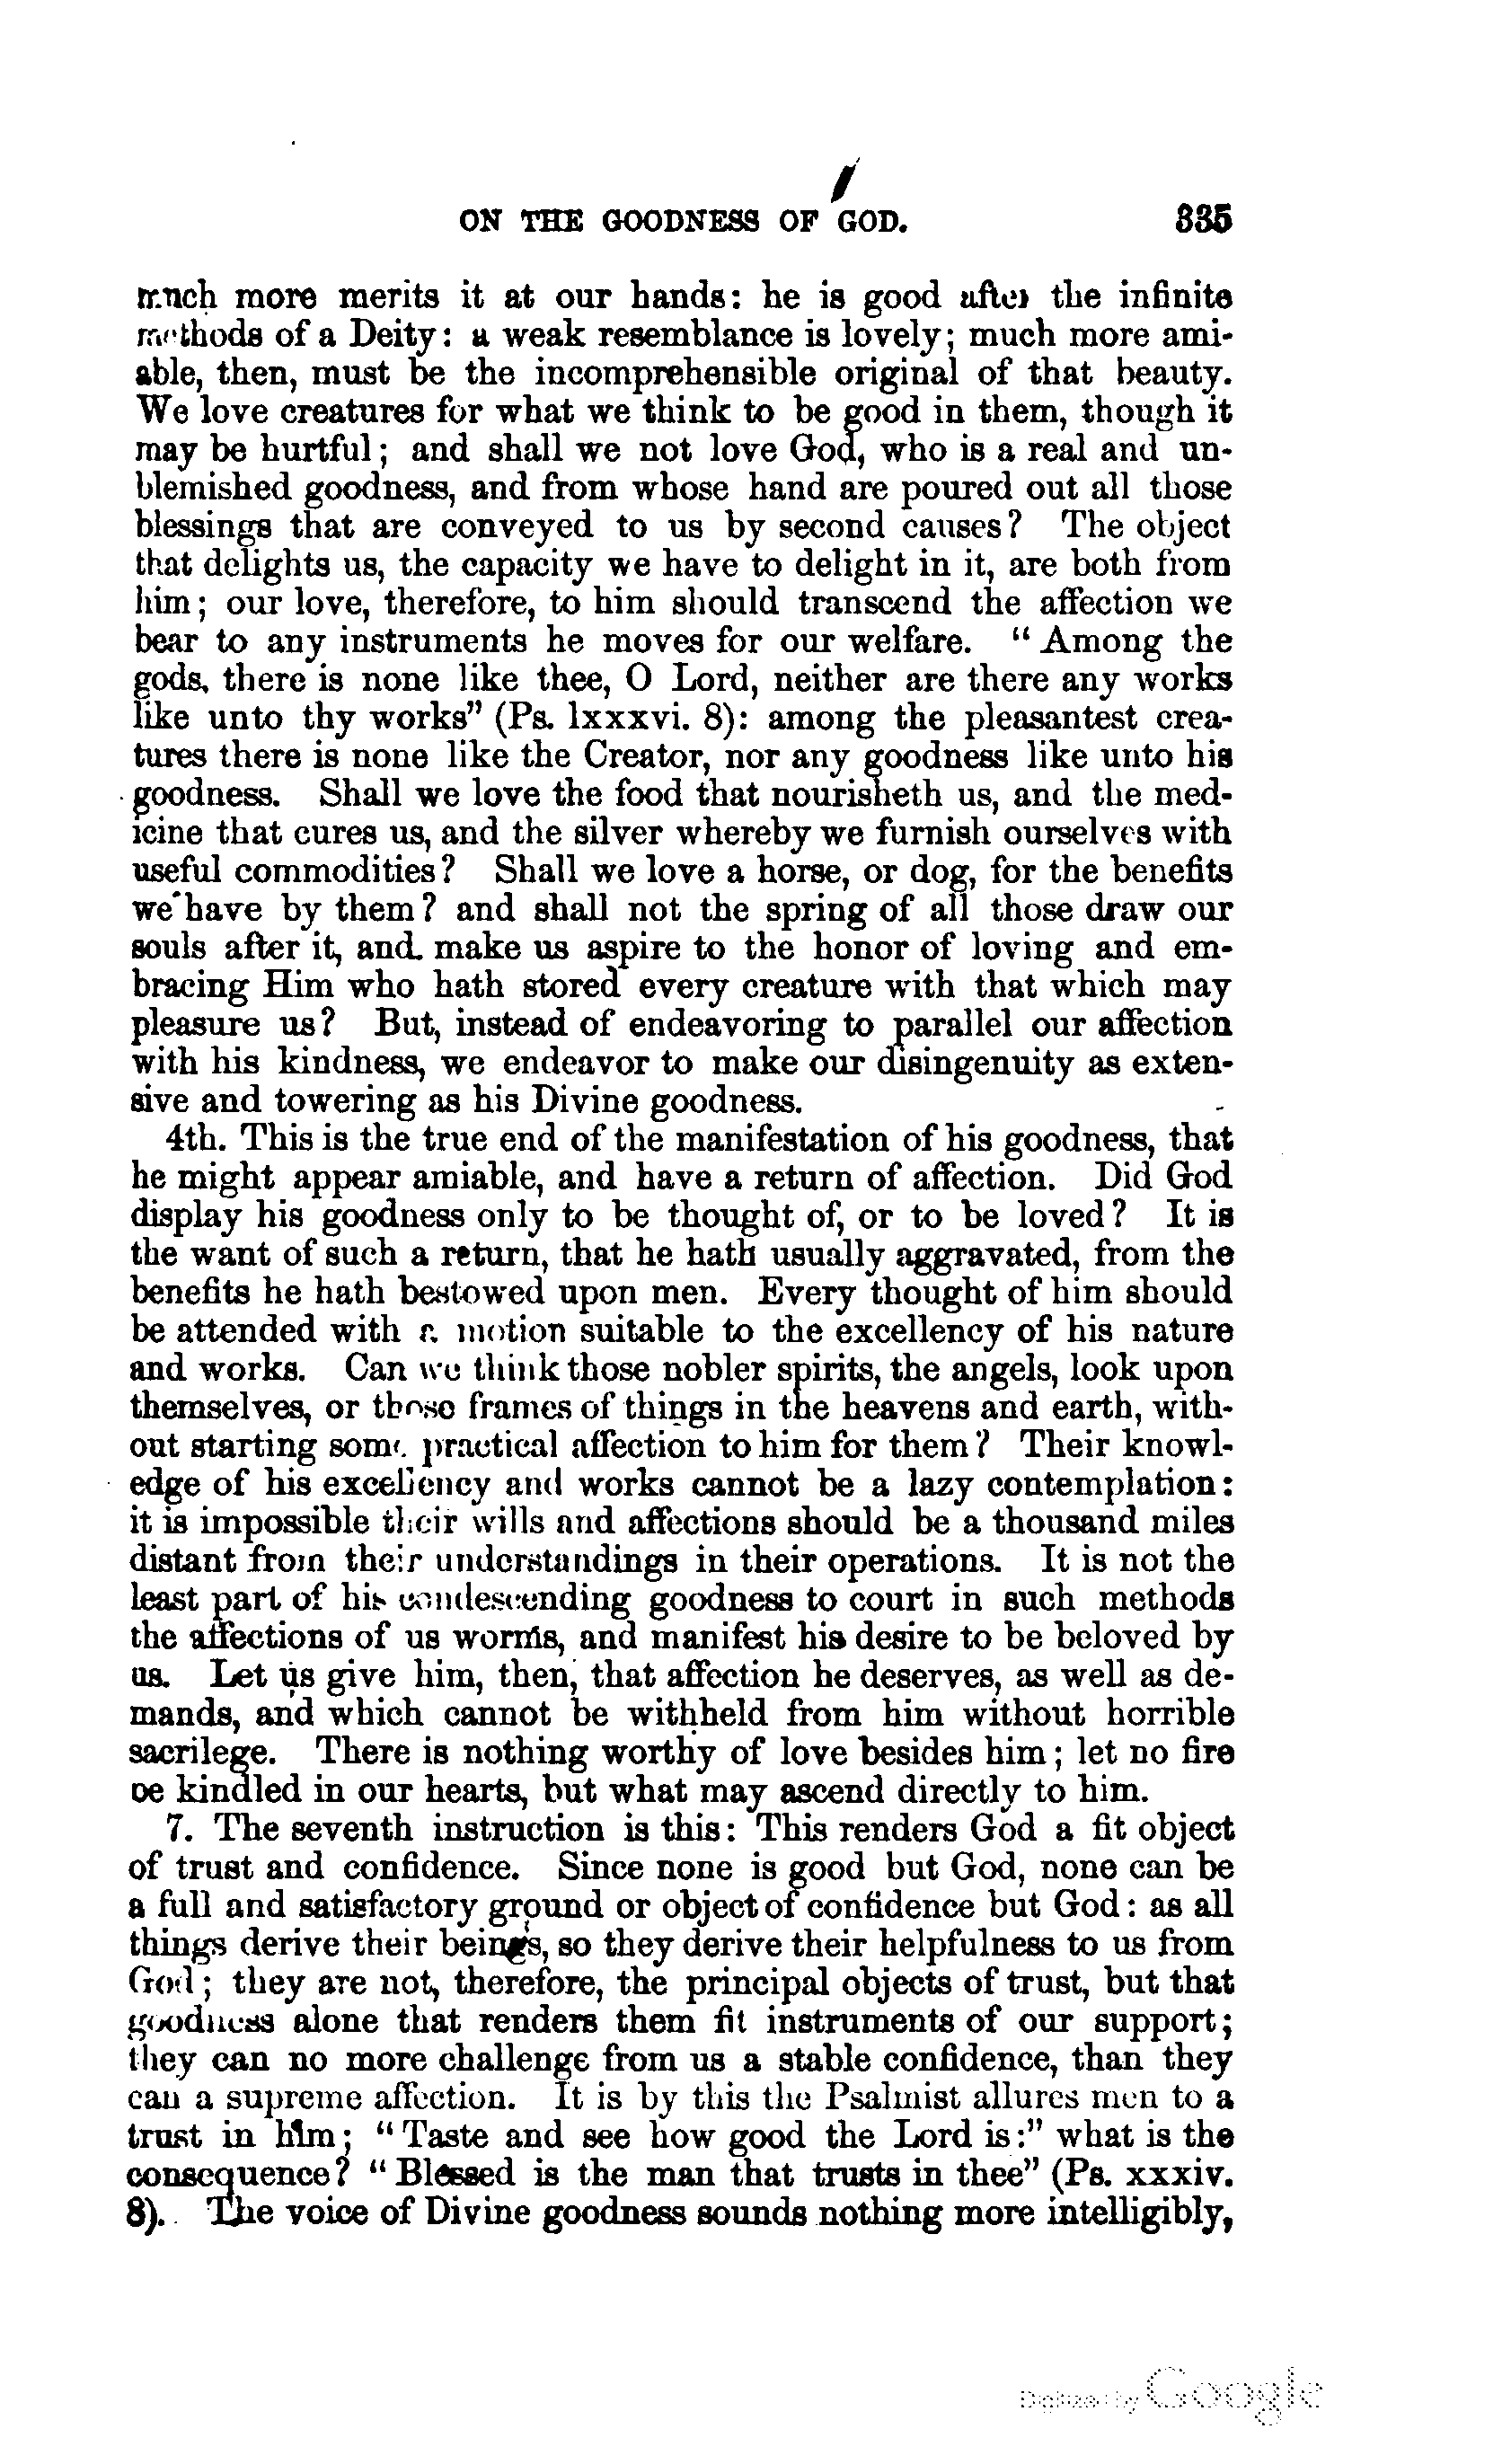 ON THE GOODNESS OF GOD. 335
much more merits it at our hands: he is good after the infinite
methods of a Deity: a weak resemblance is lovely; much more ami-
able, then, must be the incomprehensible original of that beauty.
We love creatures for what we think to be good in them, though it
may be hurtful; and shall we not love God, who is a real and un-
blemished goodness, and from whose hand are poured out all those
blessings that are conveyed to us by second causes? The object
that delights us, the capacity we have to delight in it, are both from
him; our love, therefore, to him should transcend the affection we
bear to any instruments he moves for our welfare. “Among the
gods, there is none like thee, O Lord, neither are there any works
like unto thy works” (Ps. lxxxvi. 8): among the pleasantest crea-
tures there is none like the Creator, nor any goodness like unto his
goodness. Shall we love the food that nourisheth us, and the med-
icine that cures us, and the silver whereby we furnish ourselves with
useful commodities? Shall we love a horse, or dog, for the benefits
we have by them? and shall not the spring of all those draw our
souls after it, and make us aspire to the honor of loving and em-
bracing Him who hath stored every creature with that which may
pleasure us? But, instead of endeavoring to parallel our affection
with his kindness, we endeavor to make our disingenuity as exten-
sive and towering as his Divine goodness.
4th. This is the true end of the manifestation of his goodness, that
he might appear amiable, and have a return of affection. Did God
display his goodness only to be thought of, or to be loved? It is
the want of such a return, that he hath usually aggravated, from the
benefits he hath bestowed upon men. Every thought of him should
be attended with a motion suitable to the excellency of his nature
and works. Can we think those nobler spirits, the angels, look upon
themselves, or those frames of things in the heavens and earth, with-
out starting some practical affection to him for them? Their knowl-
edge of his excellency and works cannot be a lazy contemplation:
it is impossible their wills and affections should be a thousand miles
distant from their understandings in their operations. It is not the
least part of his condescending goodness to court in such methods
the affections of us worms, and manifest his desire to be beloved by
us. Let us give him, then, that affection he deserves, as well as de-
mands, and which cannot be withheld from him without horrible
sacrilege. There is nothing worthy of love besides him; let no fire
be kindled in our hearts, but what may ascend directly to him.
7. The seventh instruction is this: This renders God a fit object
of trust and confidence. Since none is good but God, none can be
a full and satisfactory ground or object of confidence but God: as all
things derive their beings, so they derive their helpfulness to us from
God; they are not, therefore, the principal objects of trust, but that
goodness alone that renders them fit instruments of our support;
they can no more challenge from us a stable confidence, than they
can a supreme affection. It is by this the Psalmist allures men to a
trust in him; “Taste and see how good the Lord is:” what is the
consequence? “Blessed is the man that trusts in thee” (Ps. xxxiv.
8). The voice of Divine goodness sounds nothing more intelligibly,
Digitized by Google